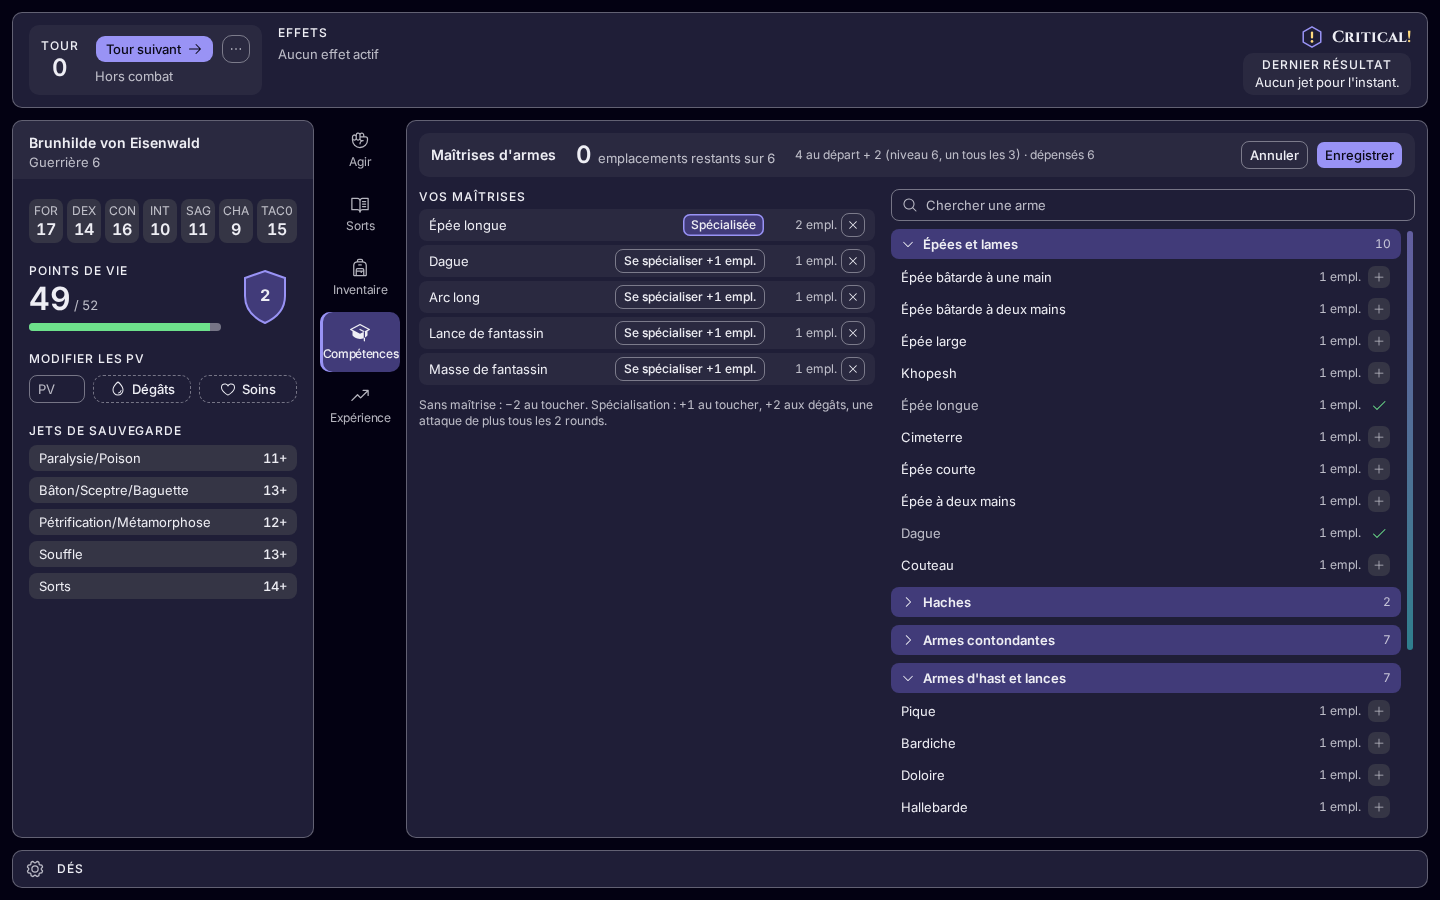 TOUR
0
Tour suivant
Hors combat
EFFETS
Aucun effet actif
Critical!
DERNIER RÉSULTAT
Aucun jet pour l'instant.
Brunhilde von Eisenwald
Guerrière 6
FOR DEX CON INT SAG CHA TAC0
17 14 16 10 11 9 15
POINTS DE VIE
49 / 52
2
MODIFIER LES PV
PV Dégâts Soins
JETS DE SAUVEGARDE
Paralysie/Poison 11+
Bâton/Sceptre/Baguette 13+
Pétrification/Métamorphose 12+
Souffle 13+
Sorts 14+
Agir
Sorts
Inventaire
Compétences
Expérience
Maîtrises d'armes 0 emplacements restants sur 6 4 au départ + 2 (niveau 6, un tous les 3) · dépensés 6 Annuler Enregistrer
VOS MAÎTRISES
Épée longue Spécialisée 2 empl.
Dague Se spécialiser +1 empl. 1 empl.
Arc long Se spécialiser +1 empl. 1 empl.
Lance de fantassin Se spécialiser +1 empl. 1 empl.
Masse de fantassin Se spécialiser +1 empl. 1 empl.
Sans maîtrise : −2 au toucher. Spécialisation : +1 au toucher, +2 aux dégâts, une
attaque de plus tous les 2 rounds.
Chercher une arme
Épées et lames 10
Épée bâtarde à une main 1 empl.
Épée bâtarde à deux mains 1 empl.
Épée large 1 empl.
Khopesh 1 empl.
Épée longue 1 empl.
Cimeterre 1 empl.
Épée courte 1 empl.
Épée à deux mains 1 empl.
Dague 1 empl.
Couteau 1 empl.
Haches 2
Armes contondantes 7
Armes d'hast et lances 7
Pique 1 empl.
Bardiche 1 empl.
Doloire 1 empl.
Hallebarde 1 empl.
DÉS